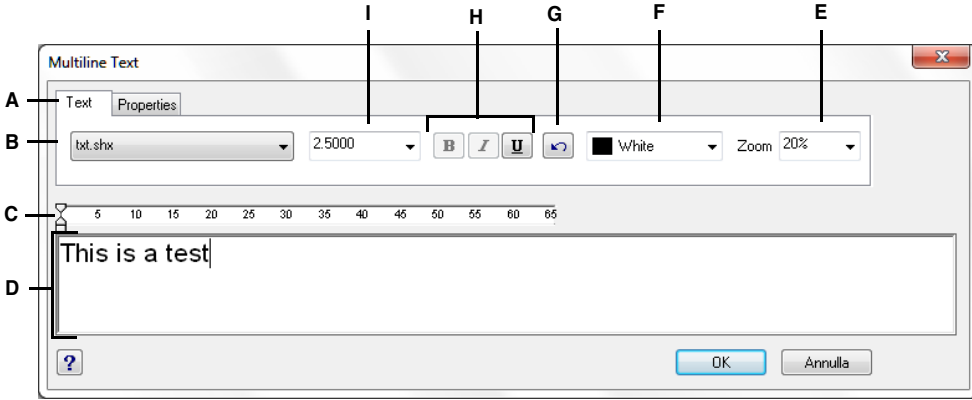 I H G F E
Multiline Text
A Text Properties
B txt.shx 2.5000 B I U White Zoom 20%
C 5 10 15 20 25 30 35 40 45 50 55 60 65
This is a test
D
? OK Annulla